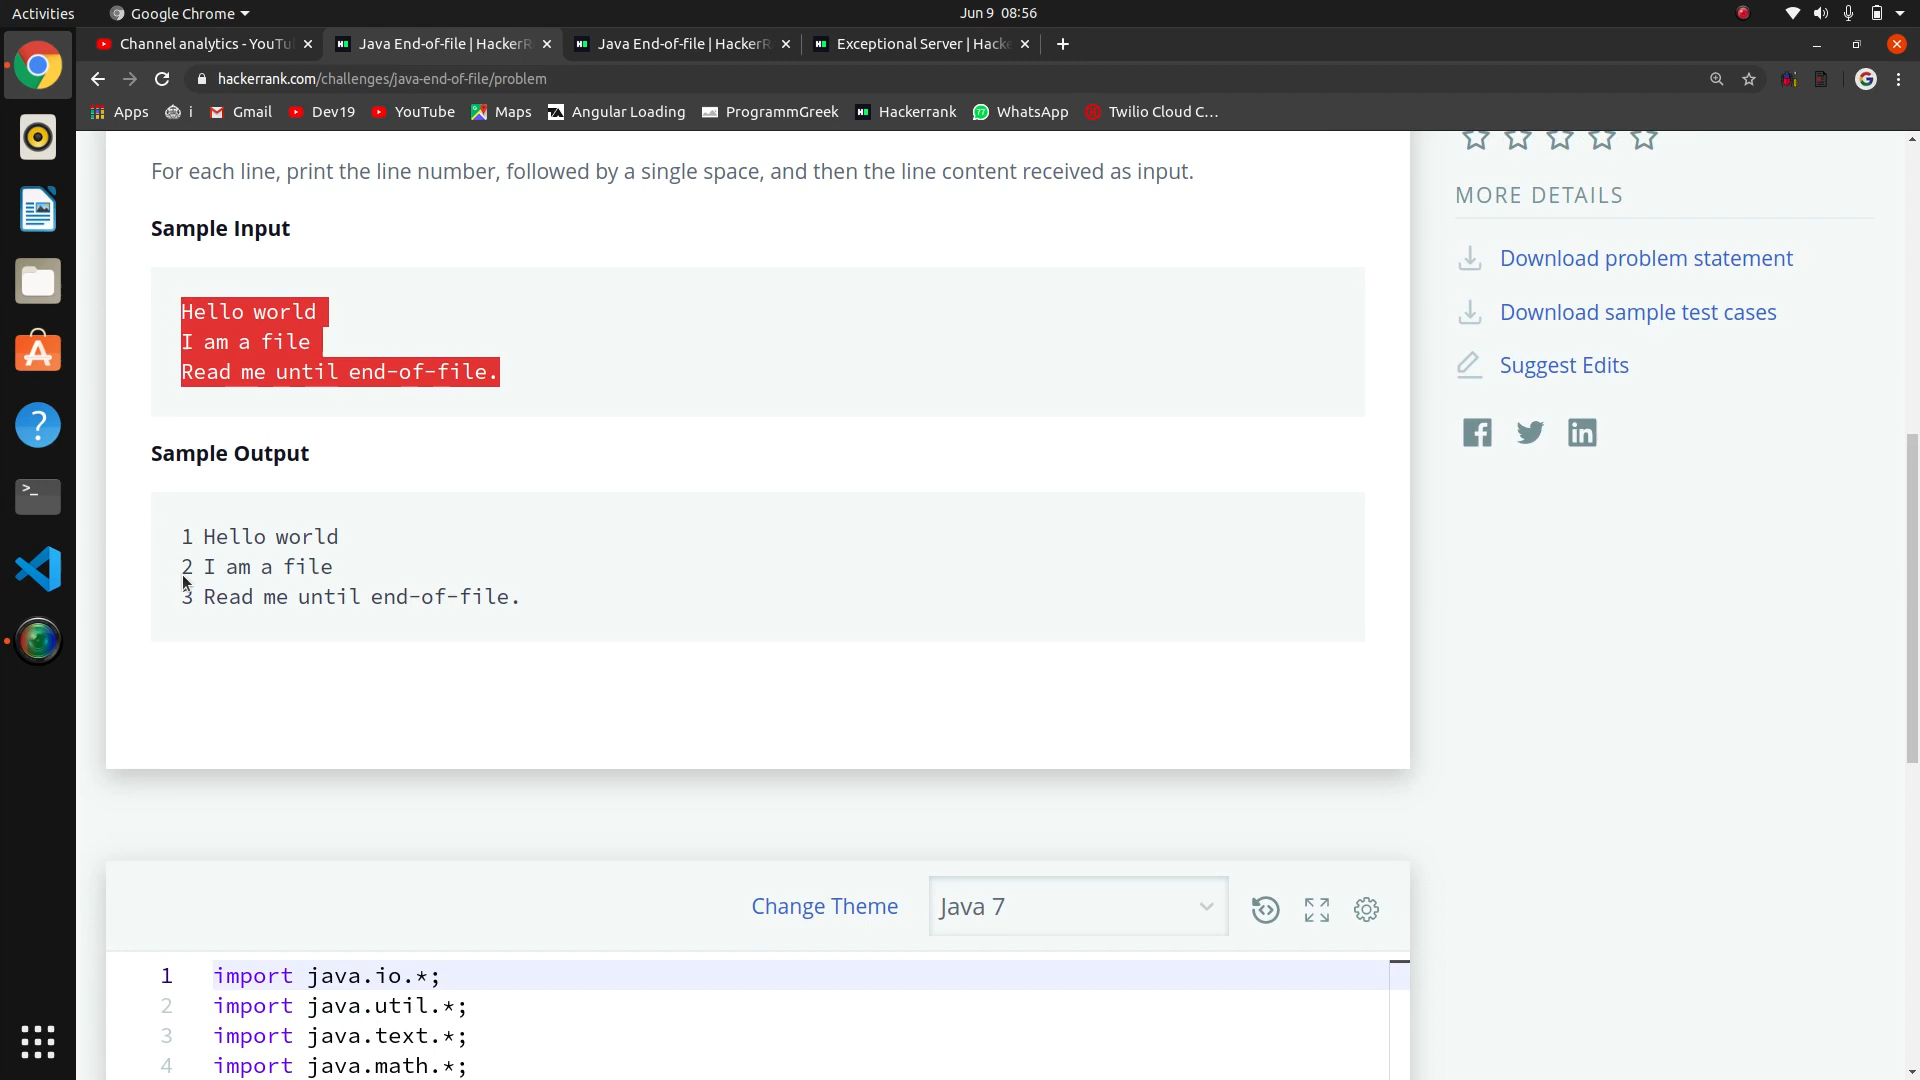 Activities
Google Chrome
Jun 9 08:56
Channel analytics - YouTu
Java End-of-file | HackerR
Java End-of-file | HackerR
Exceptional Server | Hack
hackerrank.com/challenges/java-end-of-file/problem
Apps
i
Gmail
Dev19
YouTube
Maps
Angular Loading
ProgrammGreek
Hackerrank
WhatsApp
Twilio Cloud C...
For each line, print the line number, followed by a single space, and then the line content received as input.
Sample Input
Hello world
I am a file
Read me until end-of-file.
Sample Output
1 Hello world
2 I am a file
3 Read me until end-of-file.
MORE DETAILS
Download problem statement
Download sample test cases
Suggest Edits
Change Theme
Java 7
1 import java.io.*;
2 import java.util.*;
3 import java.text.*;
4 import java.math.*;